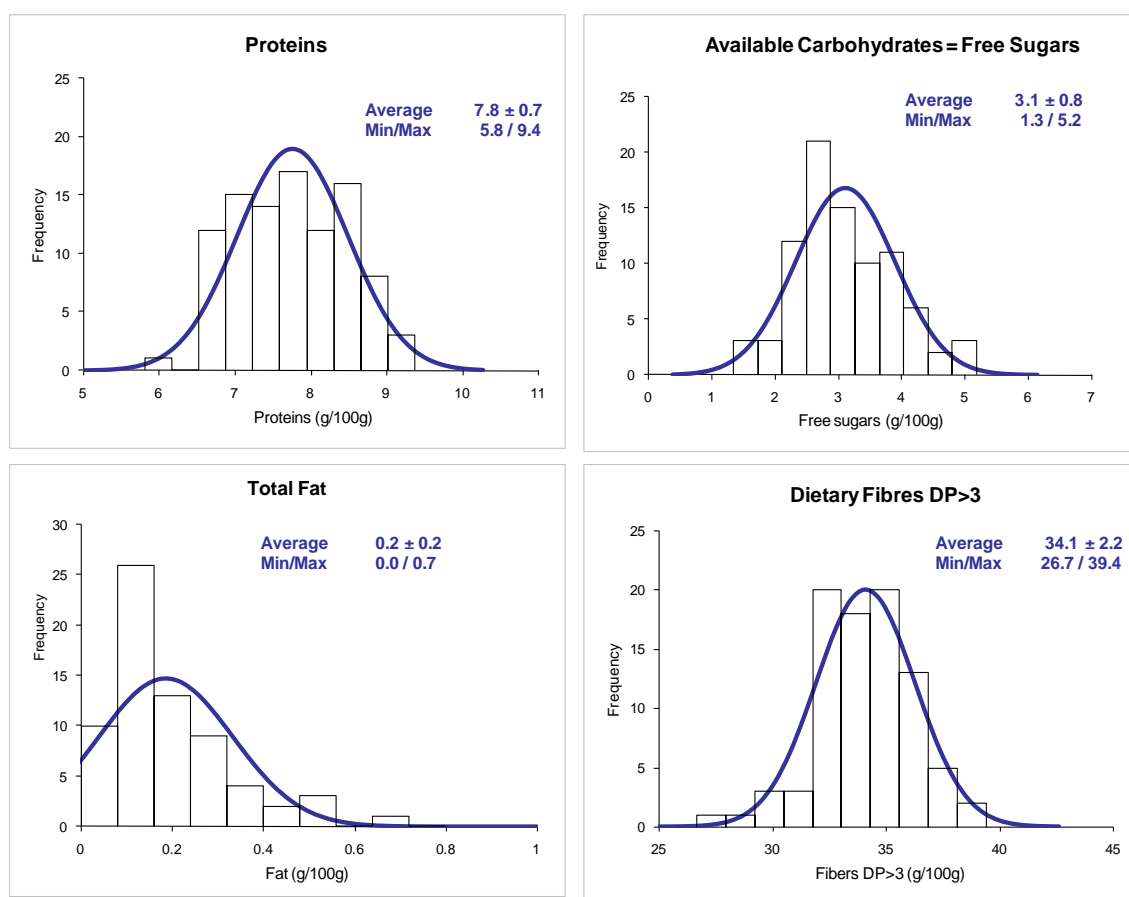 Proteins
Average 7.8 ± 0.7
Min/Max 5.8 / 9.4
25
20
15
10
5
0
Frequency
5 6 7 8 9 10 11
Proteins (g/100g)
Available Carbohydrates = Free Sugars
Average 3.1 ± 0.8
Min/Max 1.3 / 5.2
25
20
15
10
5
0
Frequency
0 1 2 3 4 5 6 7
Free sugars (g/100g)
Total Fat
Average 0.2 ± 0.2
Min/Max 0.0 / 0.7
30
25
20
15
10
5
0
Frequency
0 0.2 0.4 0.6 0.8 1
Fat (g/100g)
Dietary Fibres DP>3
Average 34.1 ± 2.2
Min/Max 26.7 / 39.4
25
20
15
10
5
0
Frequency
25 30 35 40 45
Fibers DP>3 (g/100g)